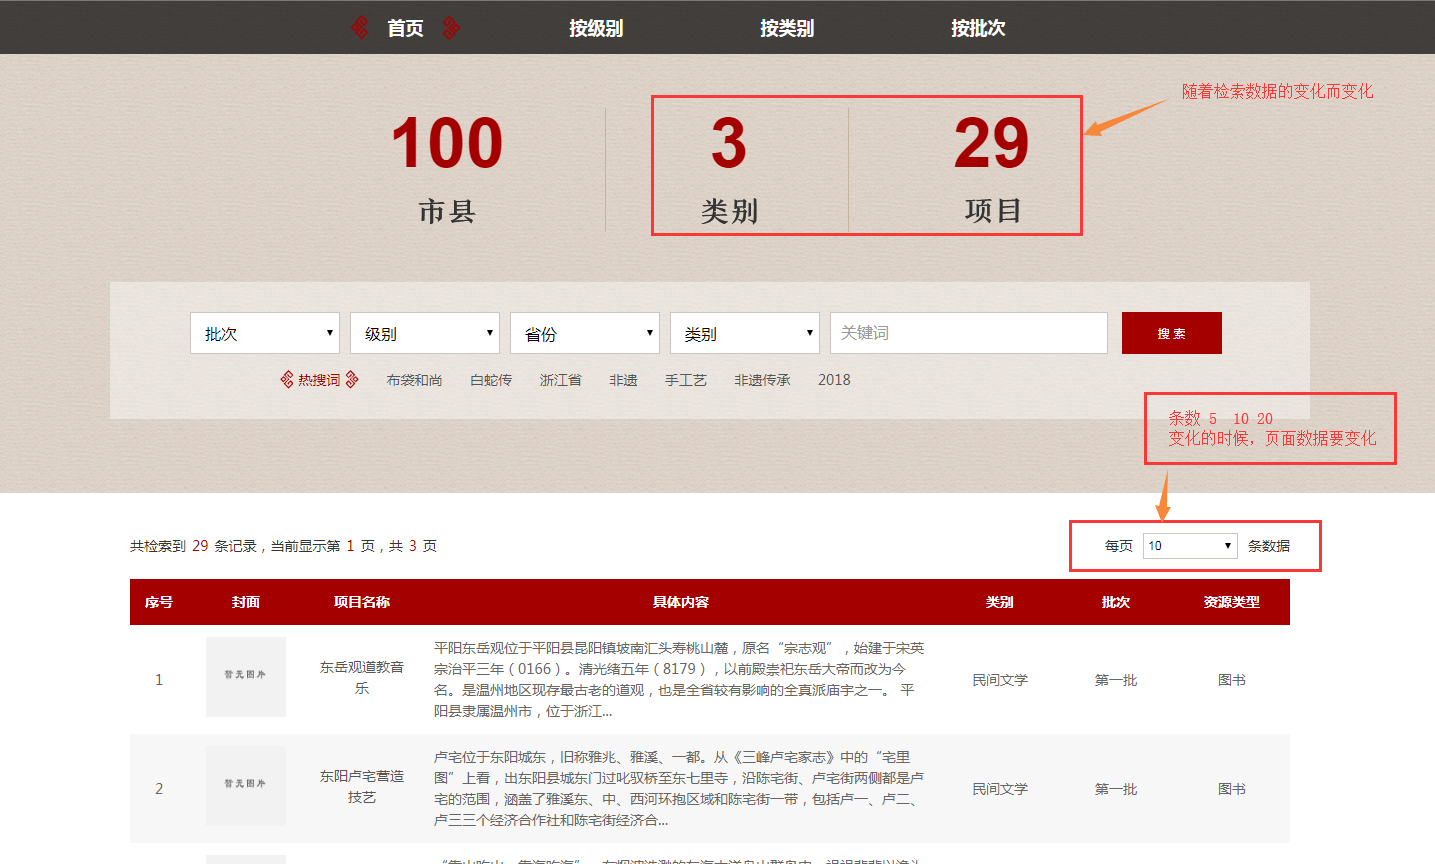 首页 按级别 按类别 按批次
随着检索数据的变化而变化
100 3 29
市县 类别 项目
批次 级别 省份 类别 关键词 搜 索
热搜词 布袋和尚 白蛇传 浙江省 非遗 手工艺 非遗传承 2018
条数 5 10 20
变化的时候，页面数据要变化
共检索到 29 条记录，当前显示第 1 页，共 3 页 每页 10 条数据
序号 封面 项目名称 具体内容 类别 批次 资源类型
1
暂无图片
东岳观道教音
乐
平阳东岳观位于平阳县昆阳镇坡南汇头寿桃山麓，原名“宗志观”，始建于宋英
宗治平三年（0166）。清光绪五年（8179），以前殿崇祀东岳大帝而改为今
名。是温州地区现存最古老的道观，也是全省较有影响的全真派庙宇之一。 平
阳县隶属温州市，位于浙江...
民间文学 第一批 图书
2
暂无图片
东阳卢宅营造
技艺
卢宅位于东阳城东，旧称雅兆、雅溪、一都。从《三峰卢宅家志》中的“宅里
图”上看，出东阳县城东门过叱驭桥至东七里寺，沿陈宅街、卢宅街两侧都是卢
宅的范围，涵盖了雅溪东、中、西河环抱区域和陈宅街一带，包括卢一、卢二、
卢三三个经济合作社和陈宅街经济合...
民间文学 第一批 图书